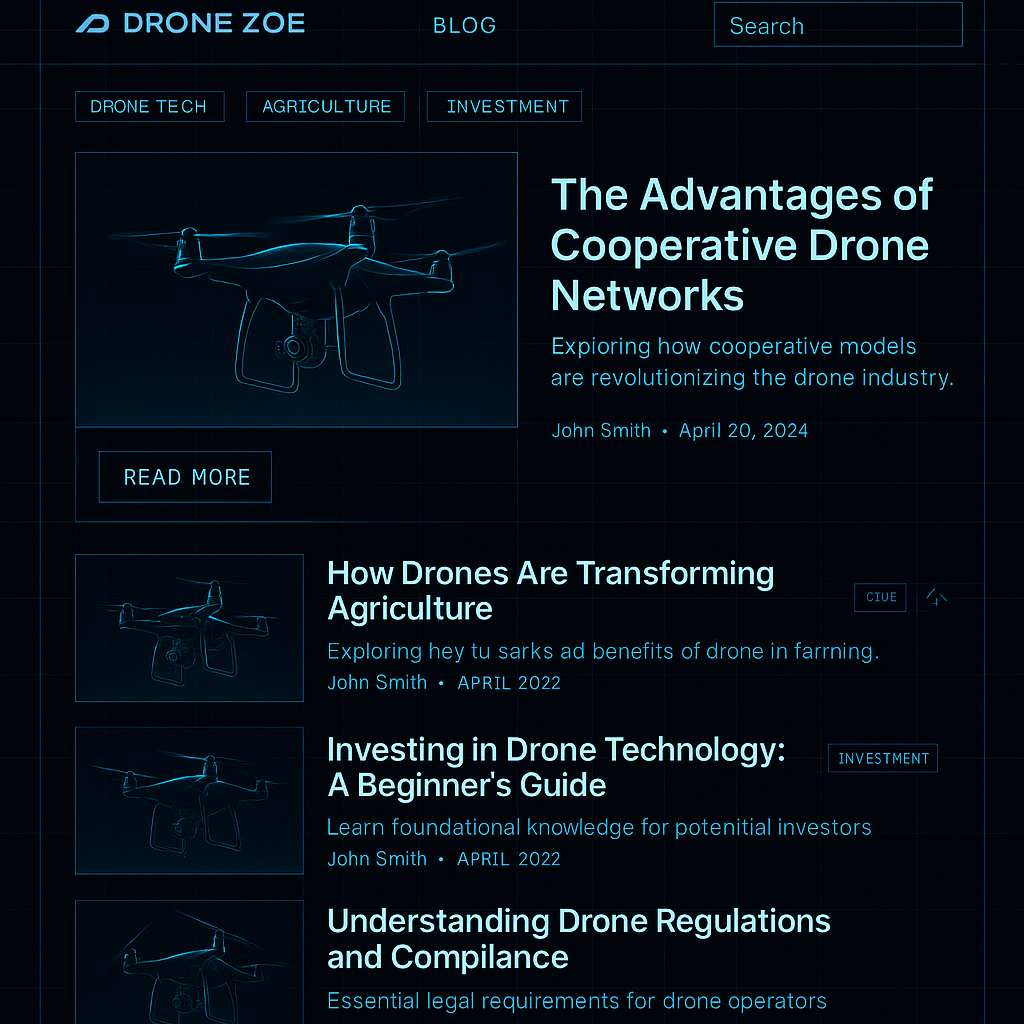 DRONE ZOE
BLOG
Search
DRONE TECH
AGRICULTURE
INVESTMENT
The Advantages of
Cooperative Drone
Networks
Exploring how cooperative models
are revolutionizing the drone industry.
John Smith • April 20, 2024
READ MORE
How Drones Are Transforming
Agriculture
CIUE
Exploring hey tu sarks ad benefits of drone in farrning.
John Smith • APRIL 2022
Investing in Drone Technology:
A Beginner's Guide
INVESTMENT
Learn foundational knowledge for potenitial investors
John Smith • APRIL 2022
Understanding Drone Regulations
and Compilance
Essential legal requirements for drone operators